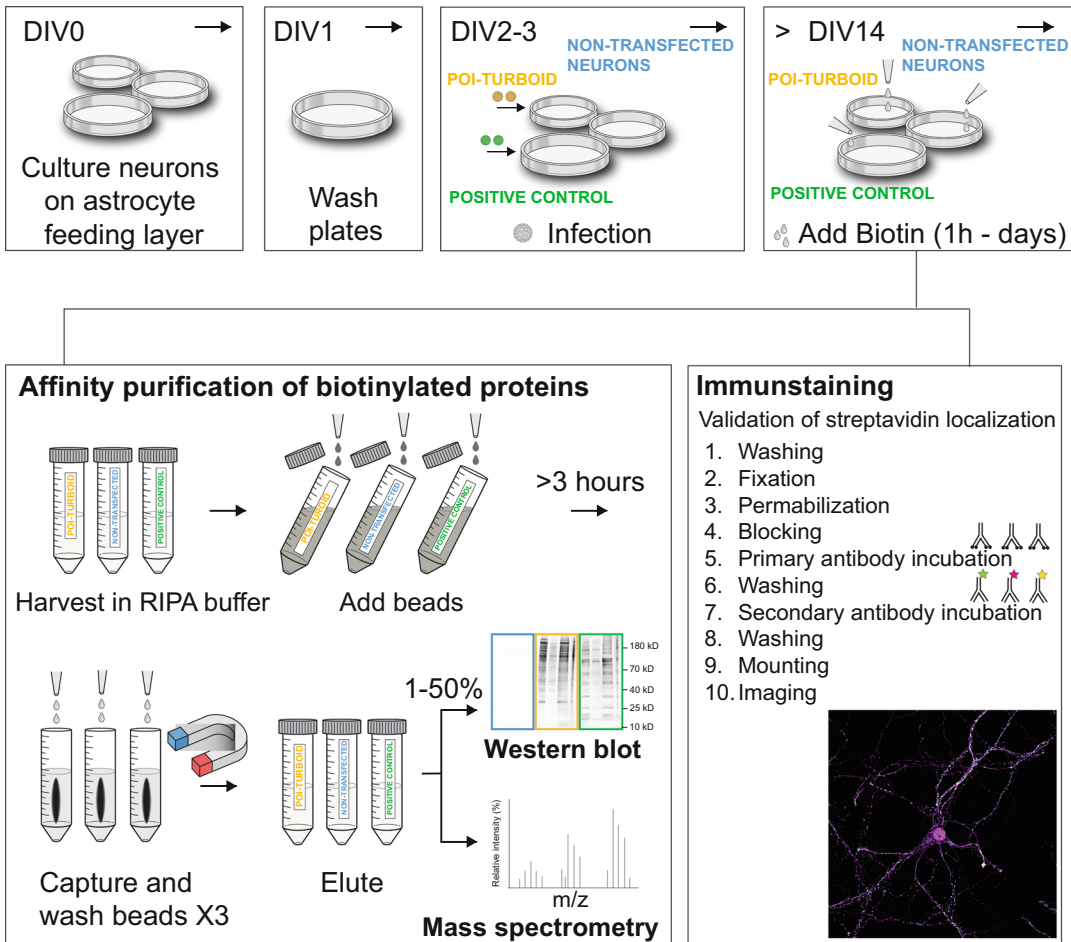 DIV0
Culture neurons
on astrocyte
feeding layer
DIV1
Wash
plates
DIV2-3
NON-TRANSFECTED
NEURONS
POI-TURBOID
POSITIVE CONTROL
Infection
> DIV14
NON-TRANSFECTED
NEURONS
POI-TURBOID
POSITIVE CONTROL
Add Biotin (1h - days)
Affinity purification of biotinylated proteins
POI-TURBOID
NON-TRANSFECTED
POSITIVE CONTROL
Harvest in RIPA buffer
POI-TUROID
NON-TRANSFECTED
POSITIVE CONTROL
Add beads
>3 hours
Capture and
wash beads X3
POI-TURBOID
NON-TRANSFECTED
POSITIVE CONTROL
Elute
1-50%
180 kD
70 kD
40 kD
25 kD
10 kD
Western blot
Relative intensity (%)
m/z
Mass spectrometry
Immunstaining
Validation of streptavidin localization
1. Washing
2. Fixation
3. Permabilization
4. Blocking
5. Primary antibody incubation
6. Washing
7. Secondary antibody incubation
8. Washing
9. Mounting
10. Imaging